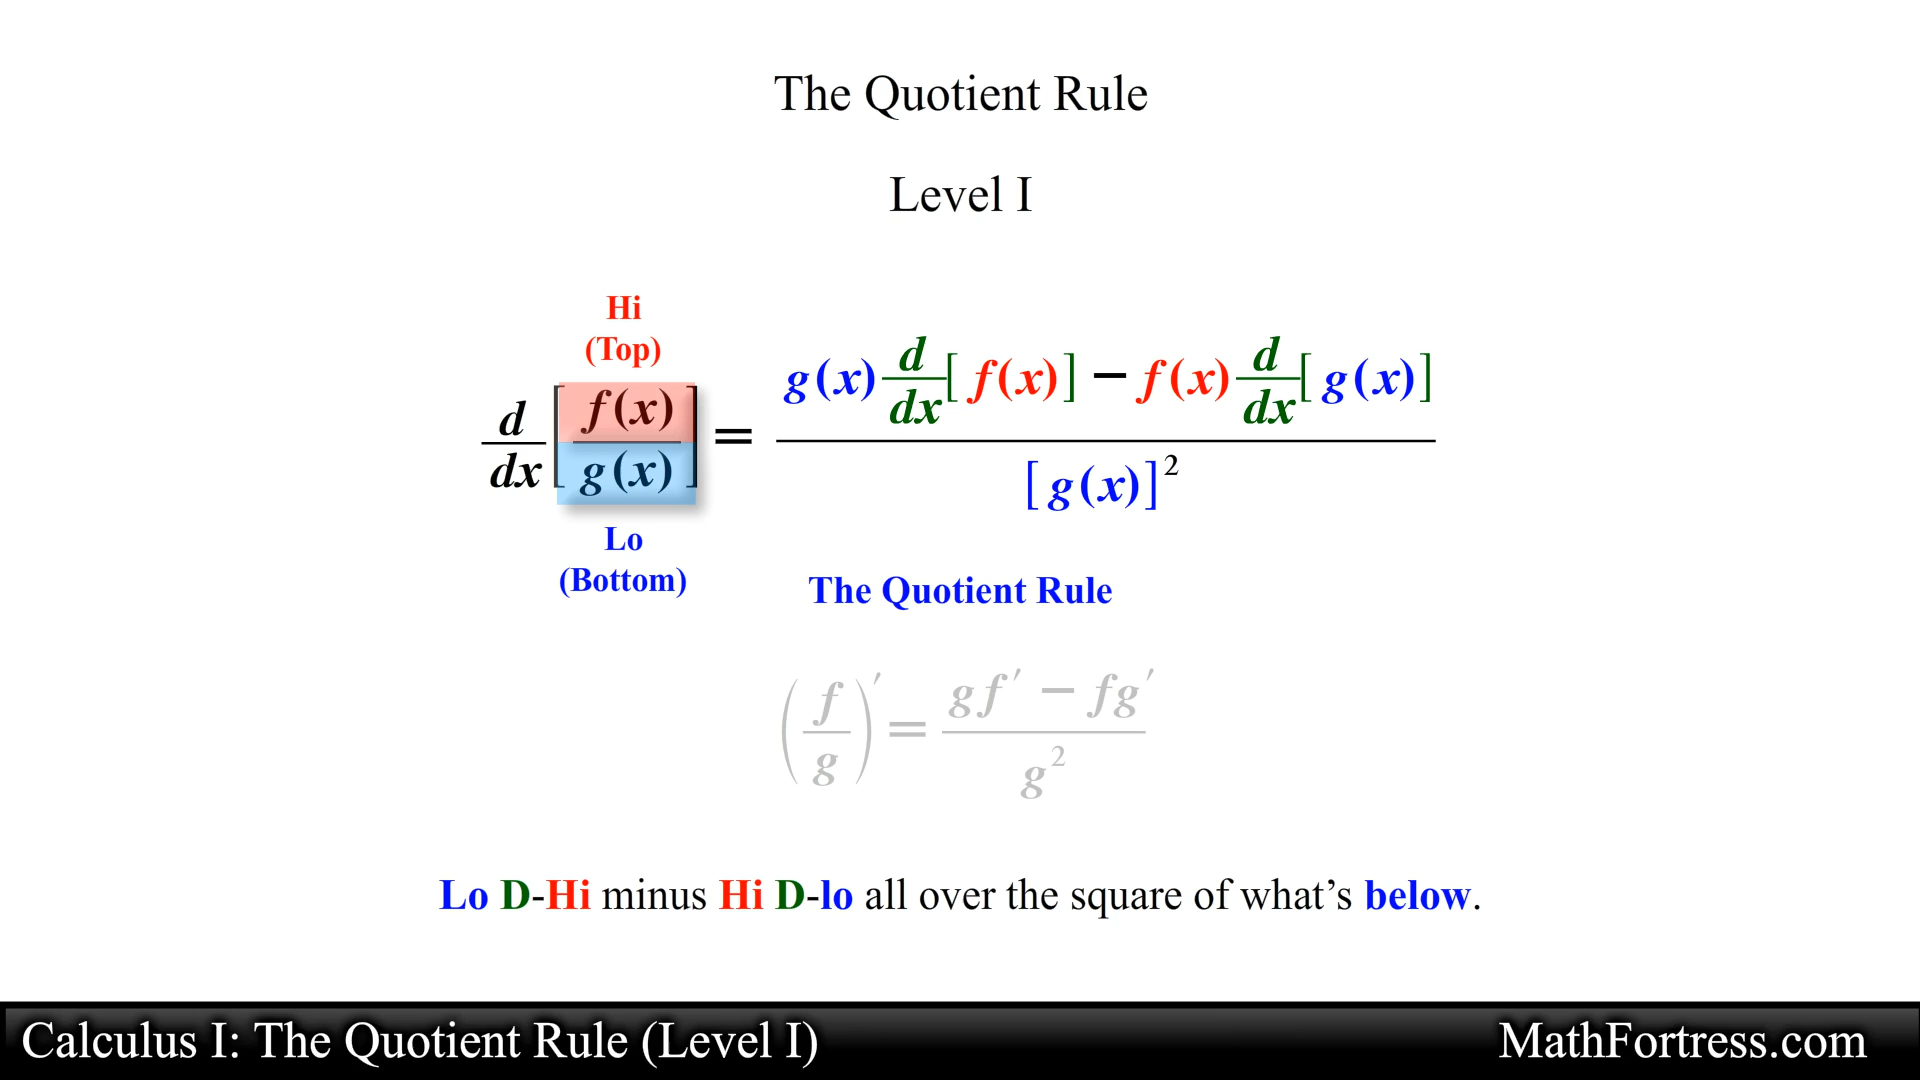 The Quotient Rule
Level I
Hi
(Top)
d/dx [ f(x) / g(x) ] = ( g(x) d/dx [ f(x) ] − f(x) d/dx [ g(x) ] ) / [ g(x) ]²
Lo
(Bottom)
The Quotient Rule
( f / g )′ = ( gf′ − fg′ ) / g²
Lo D-Hi minus Hi D-lo all over the square of what’s below.
Calculus I: The Quotient Rule (Level I)
MathFortress.com